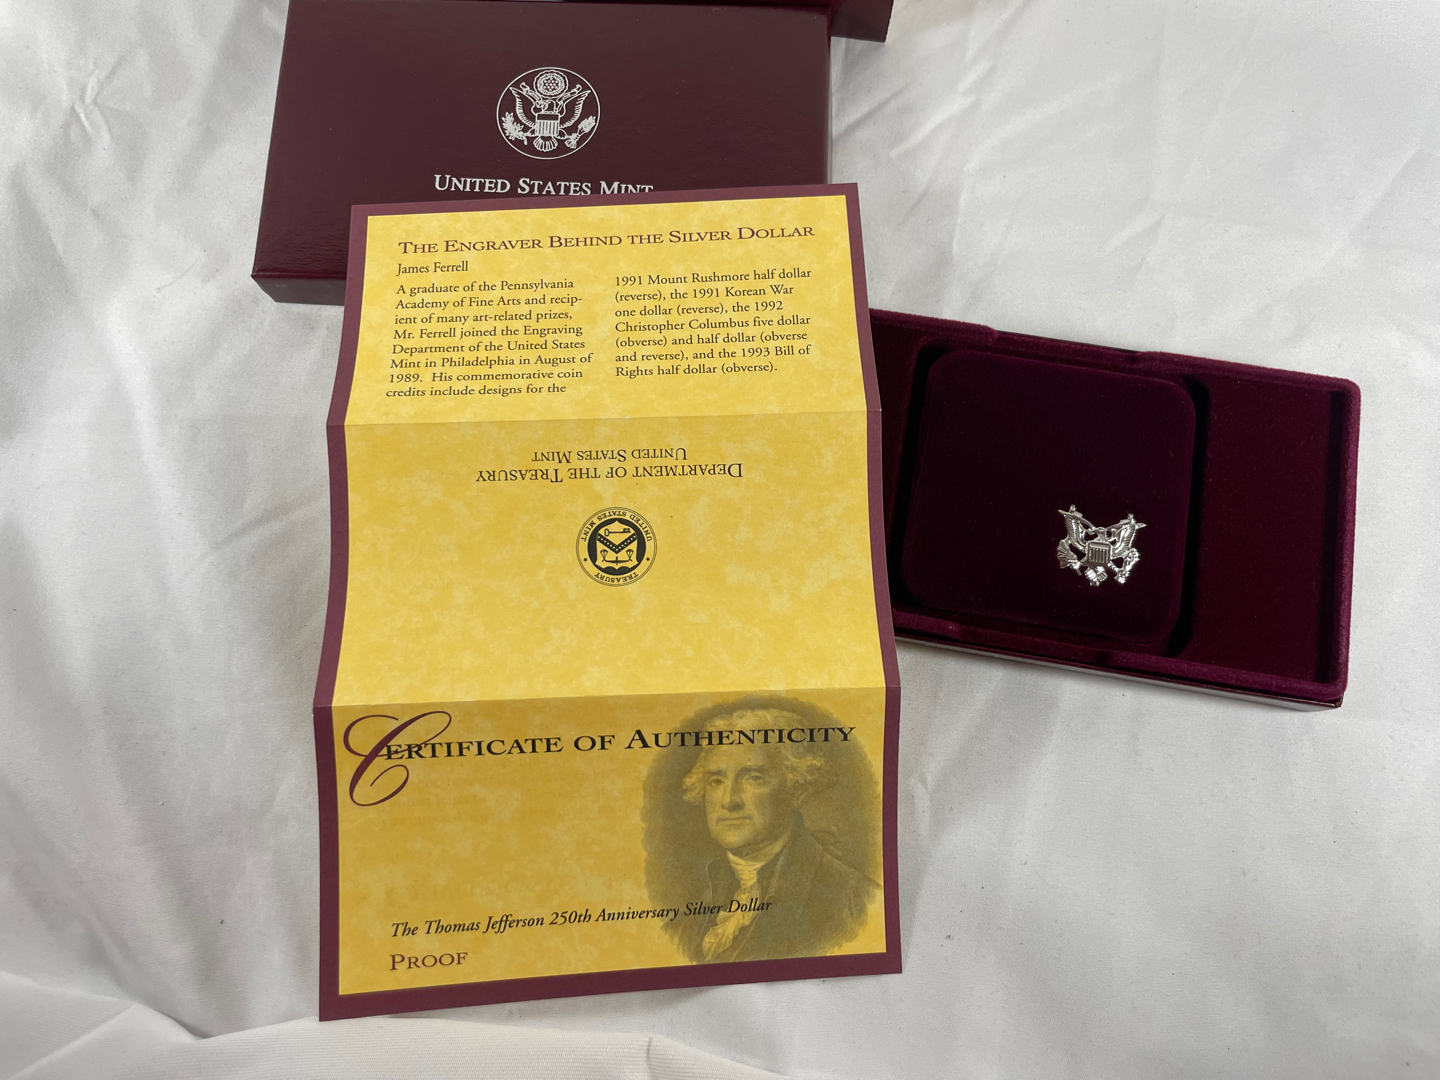 UNITED STATES MINT
THE ENGRAVER BEHIND THE SILVER DOLLAR
James Ferrell
A graduate of the Pennsylvania
Academy of Fine Arts and recip-
ient of many art-related prizes,
Mr. Ferrell joined the Engraving
Department of the United States
Mint in Philadelphia in August of
1989. His commemorative coin
credits include designs for the
1991 Mount Rushmore half dollar
(reverse), the 1991 Korean War
one dollar (reverse), the 1992
Christopher Columbus five dollar
(obverse) and half dollar (obverse
and reverse), and the 1993 Bill of
Rights half dollar (obverse).
DEPARTMENT OF THE TREASURY
UNITED STATES MINT
UNITED STATES MINT
TREASURY
CERTIFICATE OF AUTHENTICITY
The Thomas Jefferson 250th Anniversary Silver Dollar
PROOF